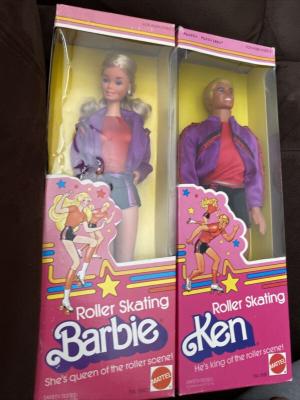 Roller Skating
Barbie
She's queen of the roller scene!
MATTEL
Roller Skating
Ken
He's king of the roller scene!
MATTEL